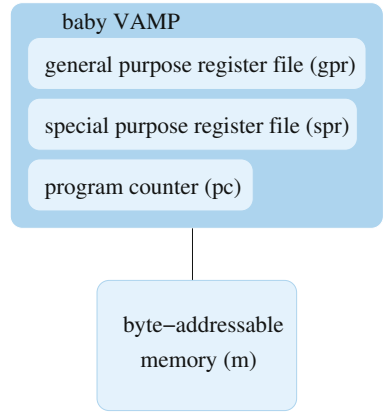 baby VAMP
general purpose register file (gpr)
special purpose register file (spr)
program counter (pc)
byte−addressable
memory (m)